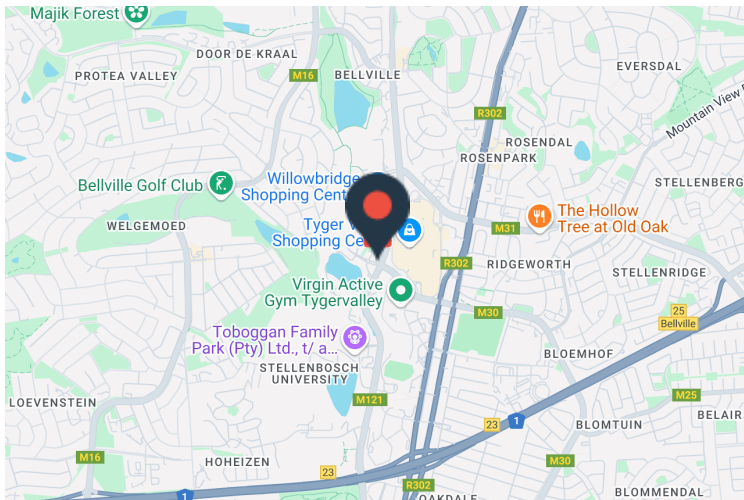 Majik Forest
DOOR DE KRAAL
PROTEA VALLEY
M16
BELLVILLE
EVERSDAL
R302
Mountain View
ROSENDAL
ROSENPARK
Bellville Golf Club
Willowbridge
Shopping Cent
STELLENBERG
WELGEMOED
Tyger V
Shopping Ce
The Hollow
Tree at Old Oak
M31
R302
RIDGEWORTH
STELLENRIDGE
Virgin Active
Gym Tygervalley
M30
25
Bellville
Toboggan Family
Park (Pty) Ltd., t/ a...
BLOEMHOF
STELLENBOSCH
UNIVERSITY
LOEVENSTEIN
M121
M25
BELAIR
23
1
BLOMTUIN
M16
HOHEIZEN
23
M30
R302
1
OAKDALE
BLOMMENDAL